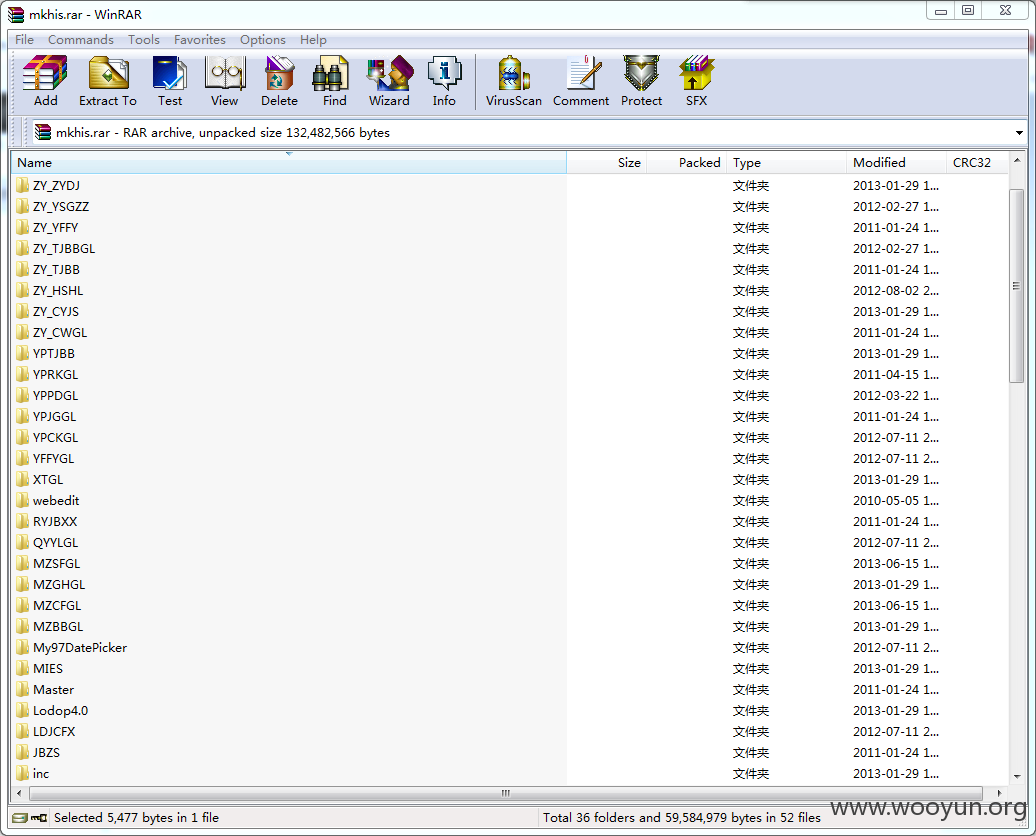 mkhis.rar - WinRAR
File Commands Tools Favorites Options Help
Add Extract To Test View Delete Find Wizard Info VirusScan Comment Protect SFX
mkhis.rar - RAR archive, unpacked size 132,482,566 bytes
Name Size Packed Type Modified CRC32
ZY_ZYDJ 文件夹 2013-01-29 1...
ZY_YSGZZ 文件夹 2012-02-27 1...
ZY_YFFY 文件夹 2011-01-24 1...
ZY_TJBBGL 文件夹 2012-02-27 1...
ZY_TJBB 文件夹 2011-01-24 1...
ZY_HSHL 文件夹 2012-08-02 2...
ZY_CYJS 文件夹 2013-01-29 1...
ZY_CWGL 文件夹 2011-01-24 1...
YPTJBB 文件夹 2013-01-29 1...
YPRKGL 文件夹 2011-04-15 1...
YPPDGL 文件夹 2012-03-22 1...
YPJGGL 文件夹 2011-01-24 1...
YPCKGL 文件夹 2012-07-11 2...
YFFYGL 文件夹 2012-07-11 2...
XTGL 文件夹 2013-01-29 1...
webedit 文件夹 2010-05-05 1...
RYJBXX 文件夹 2011-01-24 1...
QYYLGL 文件夹 2012-07-11 2...
MZSFGL 文件夹 2013-06-15 1...
MZGHGL 文件夹 2013-01-29 1...
MZCFGL 文件夹 2013-06-15 1...
MZBBGL 文件夹 2013-01-29 1...
My97DatePicker 文件夹 2012-07-11 2...
MIES 文件夹 2013-01-29 1...
Master 文件夹 2011-01-24 1...
Lodop4.0 文件夹 2013-01-29 1...
LDJCFX 文件夹 2012-07-11 2...
JBZS 文件夹 2011-01-24 1...
inc 文件夹 2013-01-29 1...
Selected 5,477 bytes in 1 file Total 36 folders and 59,584,979 bytes in 52 files
www.wooyun.org